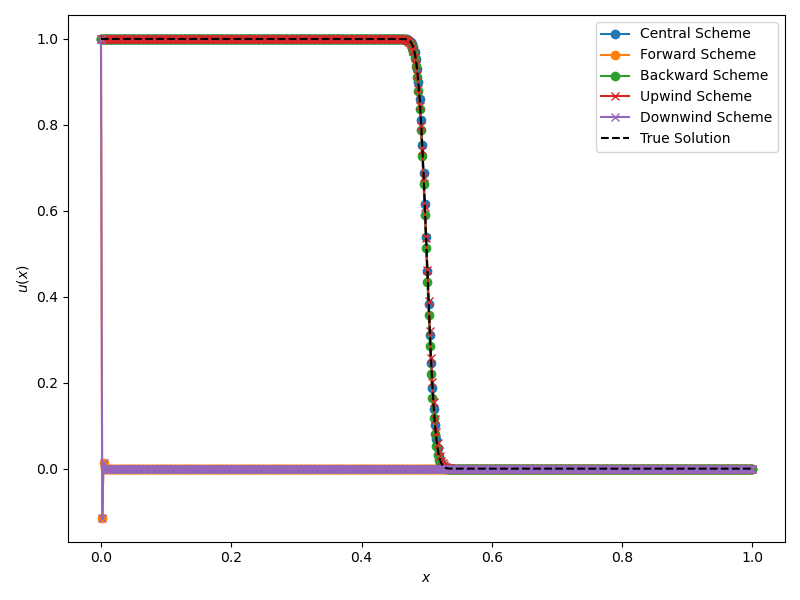 1.0
0.8
0.6
0.4
0.2
0.0
u(x)
0.0 0.2 0.4 0.6 0.8 1.0
x
Central Scheme
Forward Scheme
Backward Scheme
Upwind Scheme
Downwind Scheme
True Solution